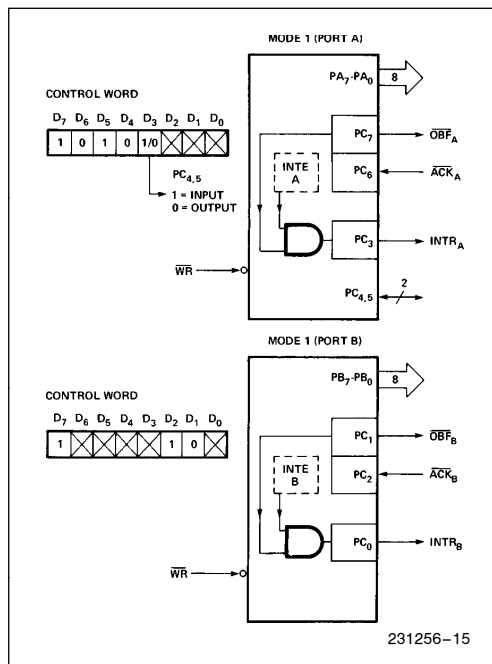 MODE 1 (PORT A)
PA7-PA0
8
CONTROL WORD
D7 D6 D5 D4 D3 D2 D1 D0
1 0 1 0 1/0
PC4,5
1 = INPUT
0 = OUTPUT
PC7
OBFA
INTE
A
PC6
ACKA
PC3
INTRA
WR
PC4,5
2
MODE 1 (PORT B)
PB7-PB0
8
CONTROL WORD
D7 D6 D5 D4 D3 D2 D1 D0
1 1 0
PC1
OBFB
INTE
B
PC2
ACKB
PC0
INTRB
WR
231256–15